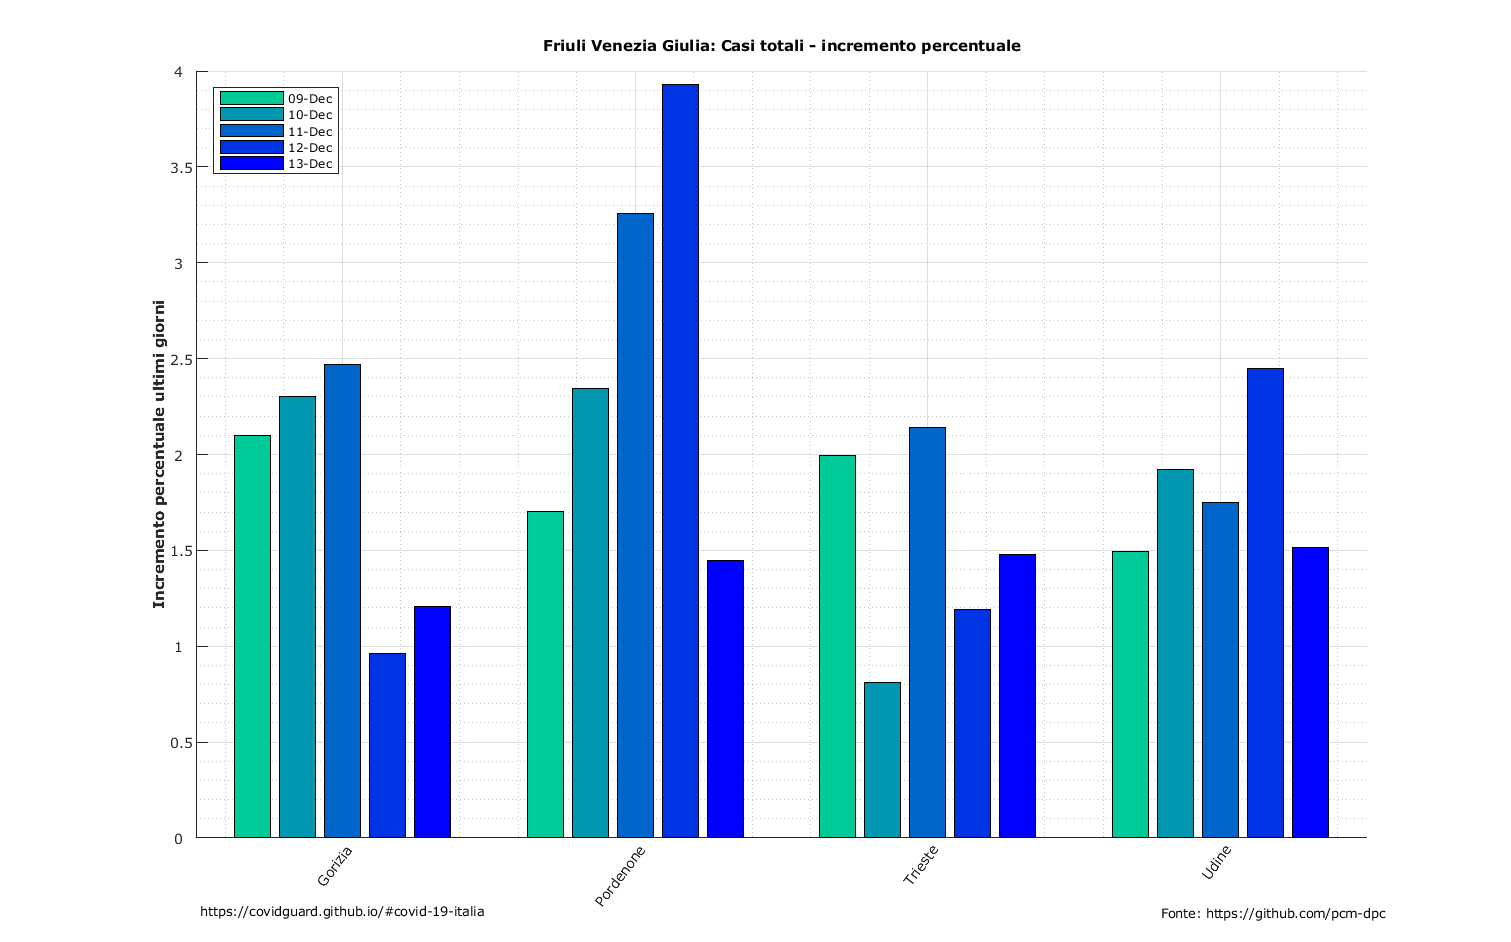 Friuli Venezia Giulia: Casi totali - incremento percentuale
09-Dec
10-Dec
11-Dec
12-Dec
13-Dec
Incremento percentuale ultimi giorni
4
3.5
3
2.5
2
1.5
1
0.5
0
Gorizia
Pordenone
Trieste
Udine
https://covidguard.github.io/#covid-19-italia
Fonte: https://github.com/pcm-dpc